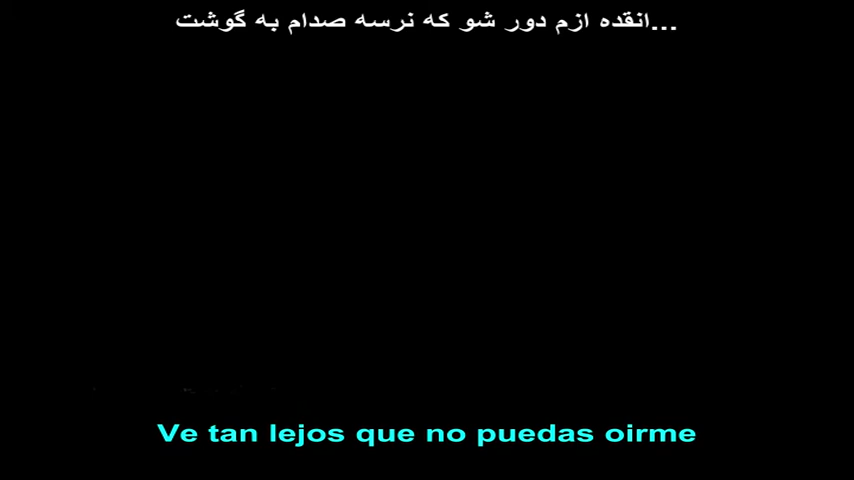 ...انقده ازم دور شو که نرسه صدام به گوشت
Ve tan lejos que no puedas oirme